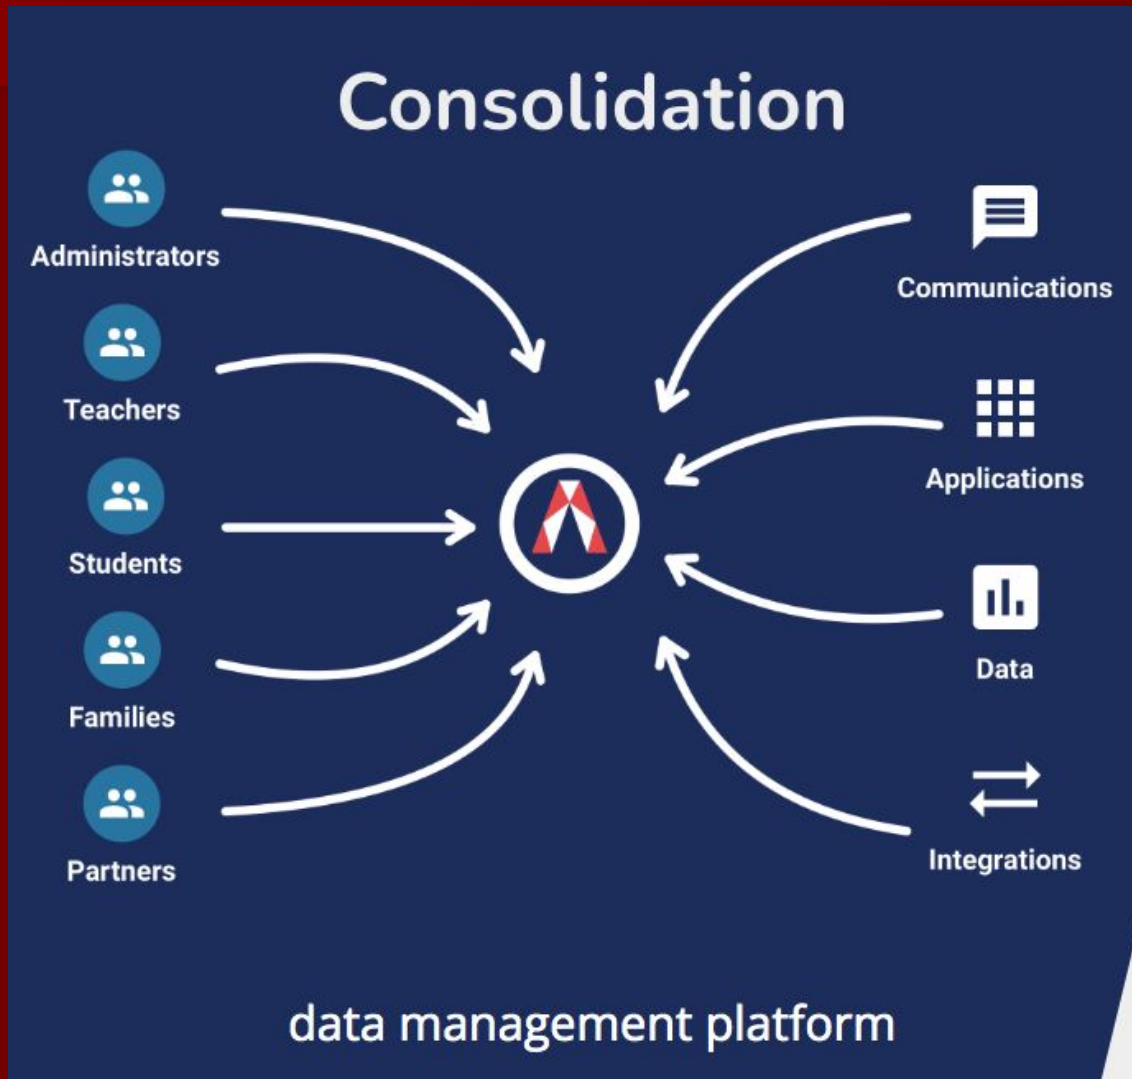 Consolidation
Administrators
Teachers
Students
Families
Partners
Communications
Applications
Data
Integrations
data management platform